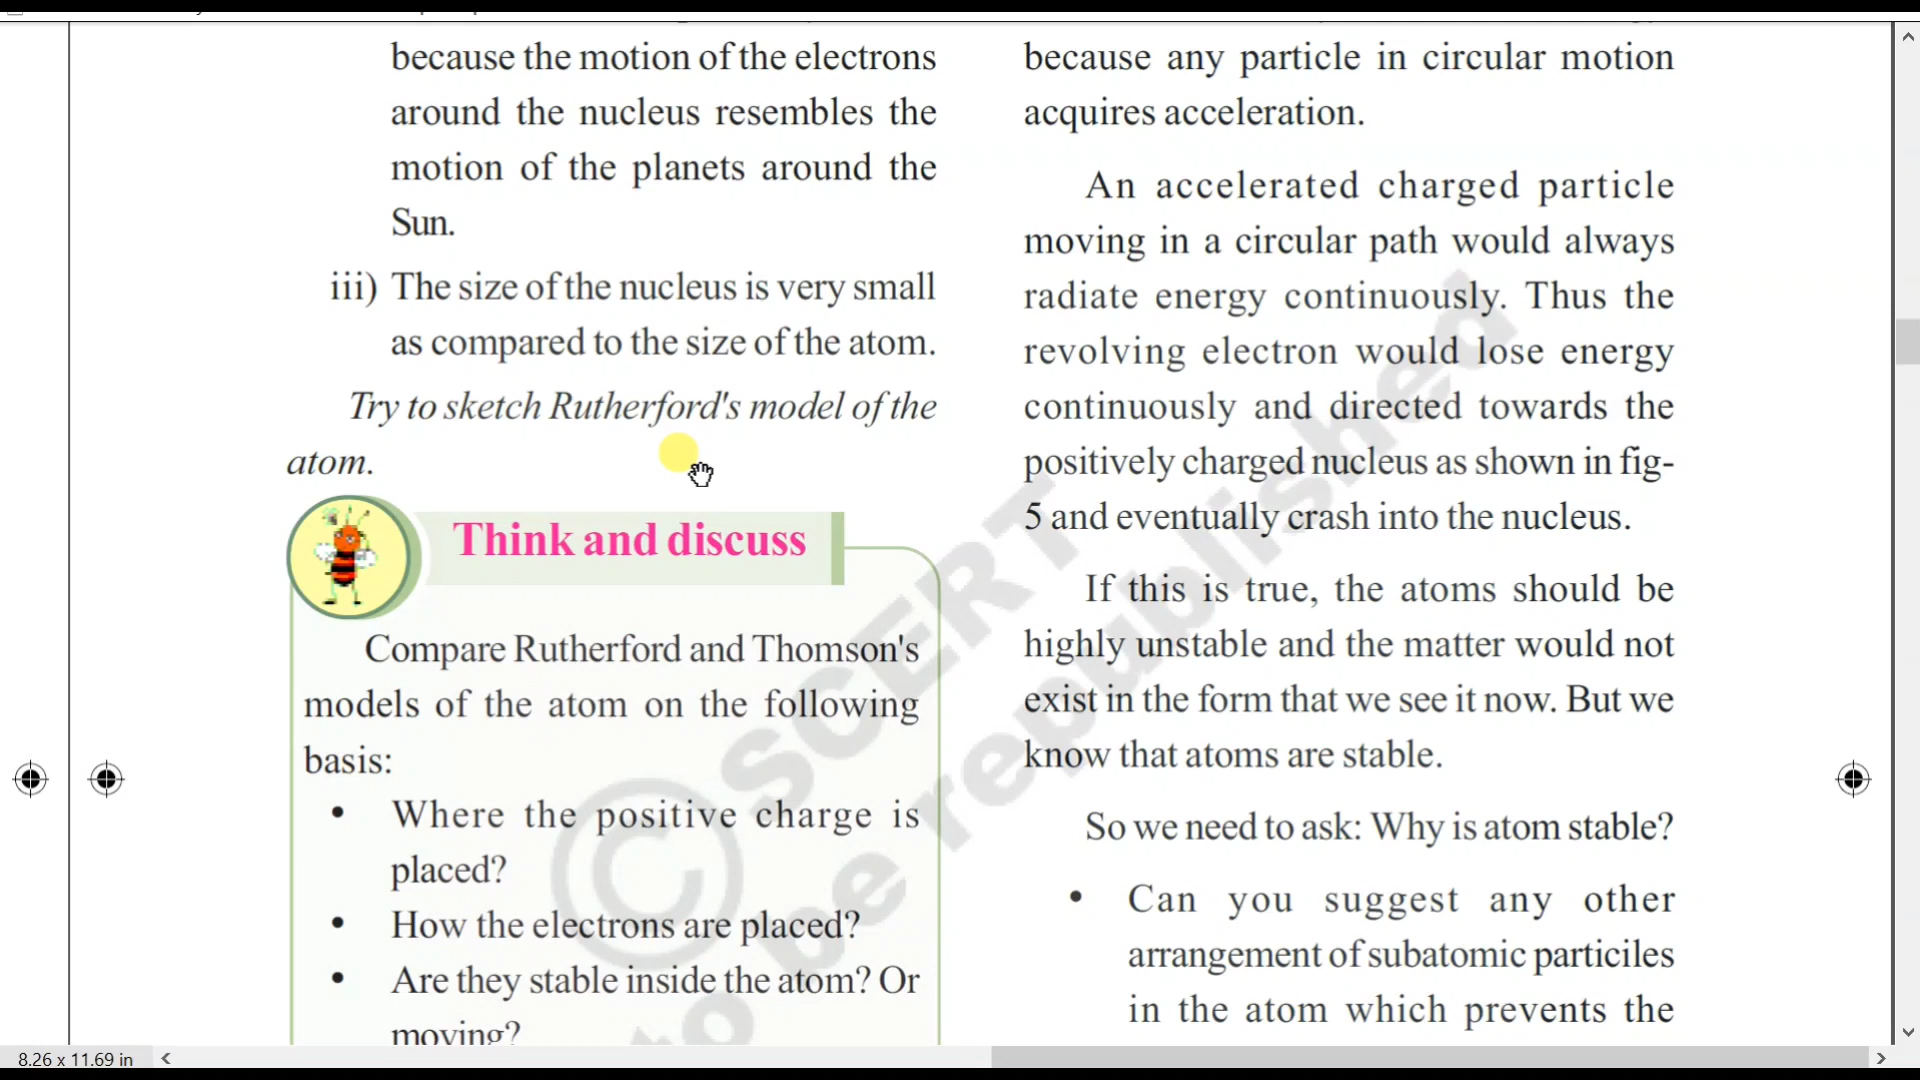 because the motion of the electrons
around the nucleus resembles the
motion of the planets around the
Sun.
iii) The size of the nucleus is very small
as compared to the size of the atom.
Try to sketch Rutherford's model of the
atom.
Think and discuss
Compare Rutherford and Thomson's
models of the atom on the following
basis:
• Where the positive charge is
placed?
• How the electrons are placed?
• Are they stable inside the atom? Or
moving?
because any particle in circular motion
acquires acceleration.
An accelerated charged particle
moving in a circular path would always
radiate energy continuously. Thus the
revolving electron would lose energy
continuously and directed towards the
positively charged nucleus as shown in fig-
5 and eventually crash into the nucleus.
If this is true, the atoms should be
highly unstable and the matter would not
exist in the form that we see it now. But we
know that atoms are stable.
So we need to ask: Why is atom stable?
• Can you suggest any other
arrangement of subatomic particiles
in the atom which prevents the
© SCERT
to be republished
8.26 x 11.69 in